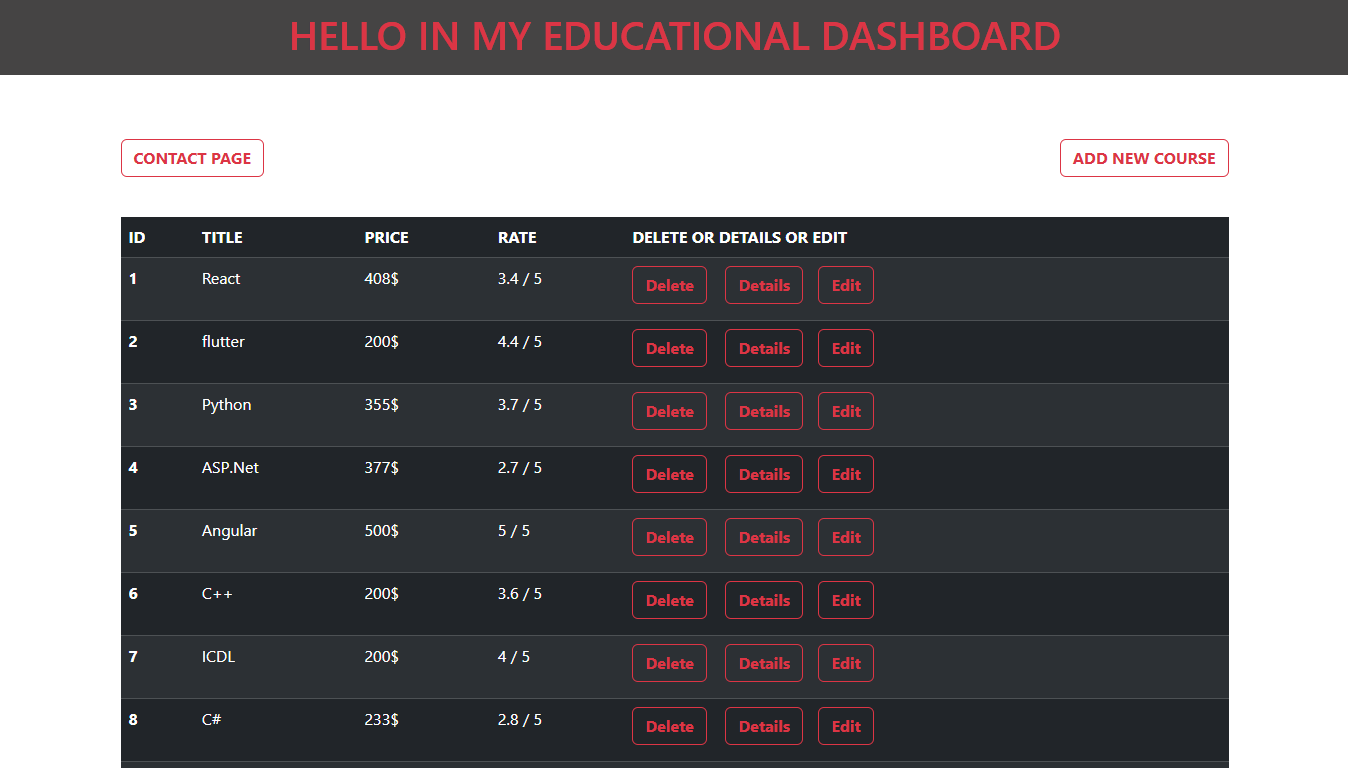 HELLO IN MY EDUCATIONAL DASHBOARD
CONTACT PAGE ADD NEW COURSE
ID TITLE PRICE RATE DELETE OR DETAILS OR EDIT
1 React 408$ 3.4 / 5 Delete Details Edit
2 flutter 200$ 4.4 / 5 Delete Details Edit
3 Python 355$ 3.7 / 5 Delete Details Edit
4 ASP.Net 377$ 2.7 / 5 Delete Details Edit
5 Angular 500$ 5 / 5 Delete Details Edit
6 C++ 200$ 3.6 / 5 Delete Details Edit
7 ICDL 200$ 4 / 5 Delete Details Edit
8 C# 233$ 2.8 / 5 Delete Details Edit